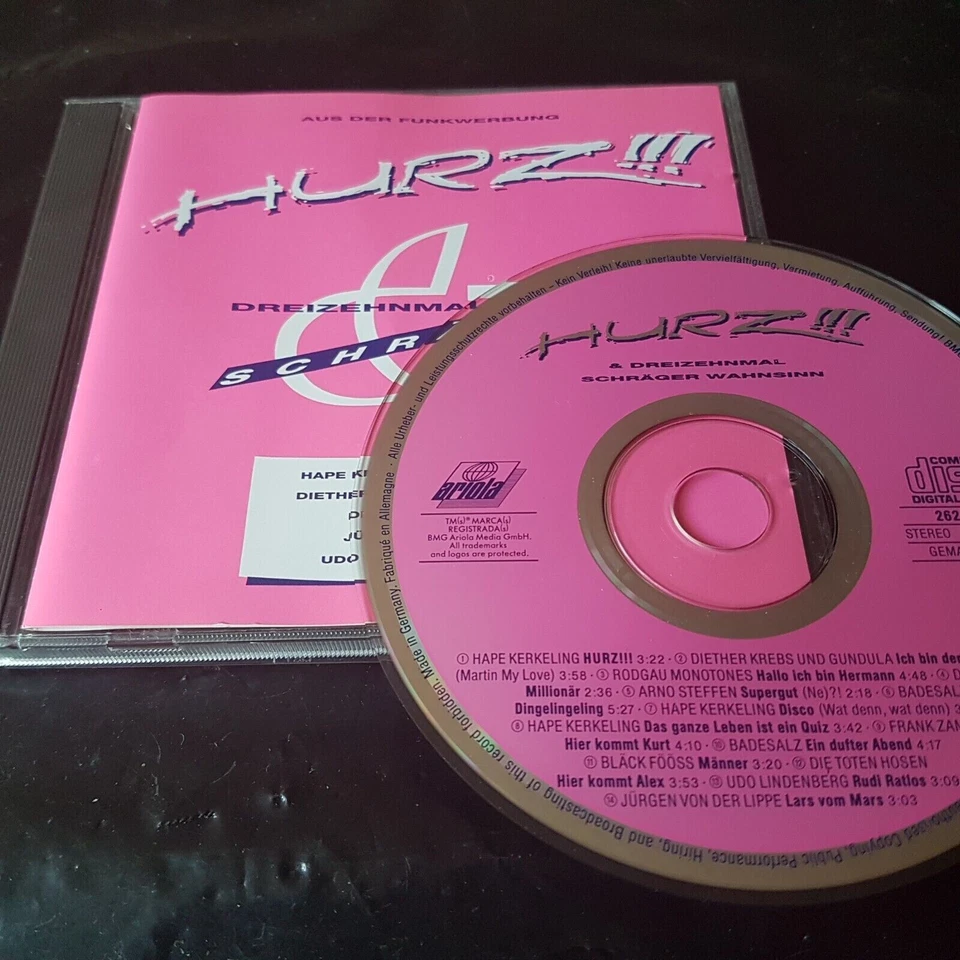 AUS DER FUNKWERBUNG
HURZ!!!
&
DREIZEHNMAL
SCHR
HAPE
DIETHER
UDO
HURZ!!!
& DREIZEHNMAL
SCHRÄGER WAHNSINN
ariola
TM(s)® MARCA(s)
REGISTRADA(s)
BMG Ariola Media GmbH.
All trademarks
and logos are protected.
DIGITAL
262
STEREO
GEMA
① HAPE KERKELING HURZ!!! 3:22 · ② DIETHER KREBS UND GUNDULA Ich bin der
(Martin My Love) 3:58 · ③ RODGAU MONOTONES Hallo ich bin Hermann 4:48 · ④ D
Millionär 2:36 · ⑤ ARNO STEFFEN Supergut (Ne)?! 2:18 · ⑥ BADESALZ
Dingelingeling 5:27 · ⑦ HAPE KERKELING Disco (Wat denn, wat denn)
⑧ HAPE KERKELING Das ganze Leben ist ein Quiz 3:42 · ⑨ FRANK ZAN
Hier kommt Kurt 4:10 · ⑩ BADESALZ Ein dufter Abend 4:17
⑪ BLÄCK FÖÖSS Männer 3:20 · ⑫ DIE TOTEN HOSEN
Hier kommt Alex 3:53 · ⑬ UDO LINDENBERG Rudi Ratlos 3:09
⑭ JÜRGEN VON DER LIPPE Lars vom Mars 3:03
Made in Germany. Fabriqué en Allemagne · Alle Urheber- und Leistungsschutzrechte vorbehalten – Kein Verleih! Keine unerlaubte Vervielfältigung, Vermietung, Aufführung, Sendung! BMG
Copying, Public Performance, Hiring, and Broadcasting of this record forbidden.